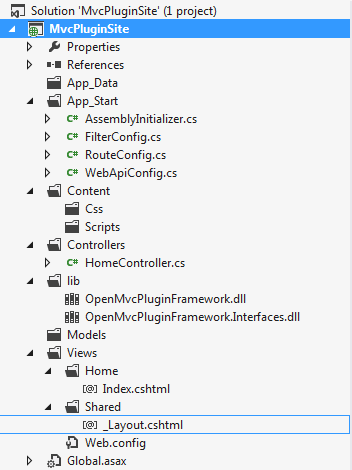 Solution 'MvcPluginSite' (1 project)
MvcPluginSite
Properties
References
App_Data
App_Start
C# AssemblyInitializer.cs
C# FilterConfig.cs
C# RouteConfig.cs
C# WebApiConfig.cs
Content
Css
Scripts
Controllers
C# HomeController.cs
lib
OpenMvcPluginFramework.dll
OpenMvcPluginFramework.Interfaces.dll
Models
Views
Home
[@] Index.cshtml
Shared
[@] _Layout.cshtml
Web.config
Global.asax